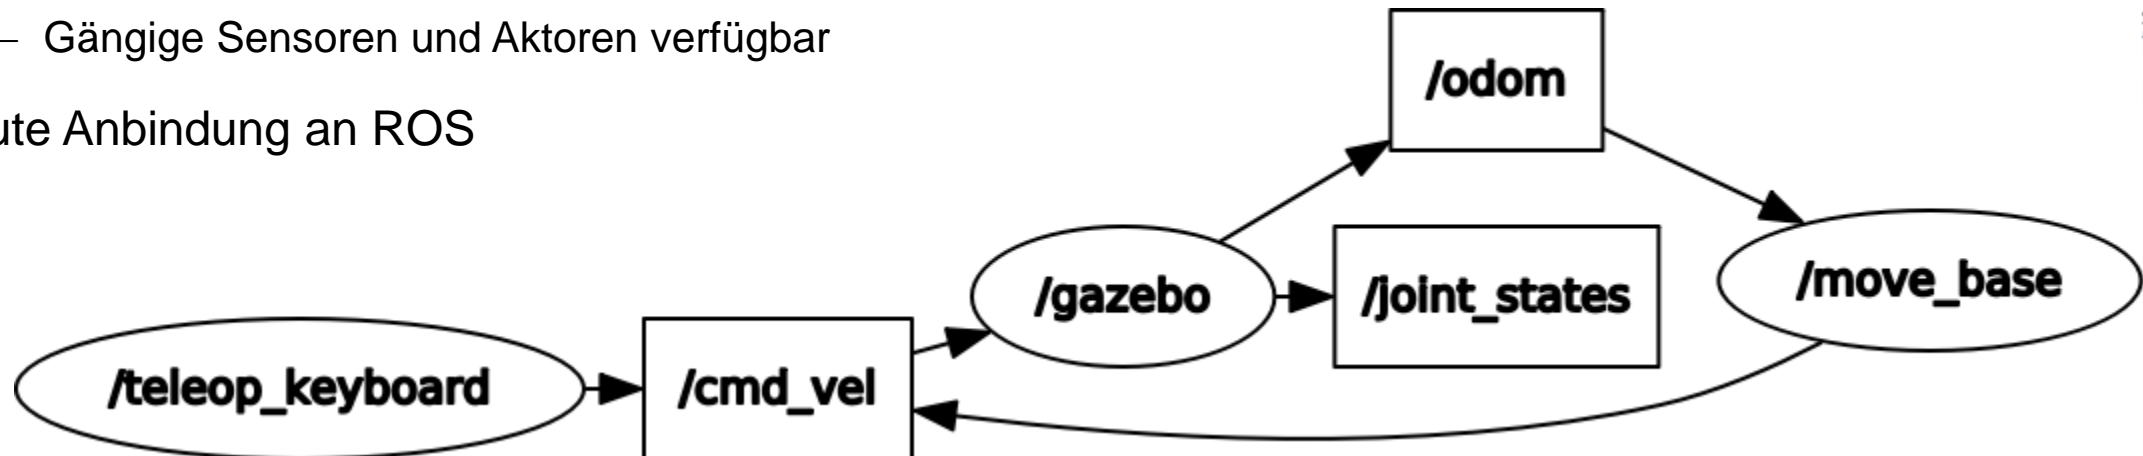 – Gängige Sensoren und Aktoren verfügbar
ute Anbindung an ROS
/odom
/gazebo
/joint_states
/move_base
/teleop_keyboard
/cmd_vel